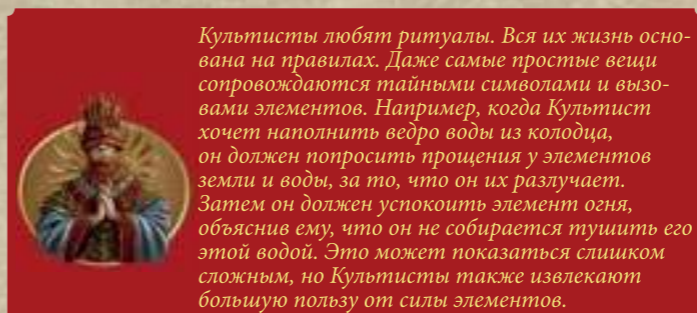 Культисты любят ритуалы. Вся их жизнь осно-
вана на правилах. Даже самые простые вещи
сопровождаются тайными символами и вызо-
вами элементов. Например, когда Культист
хочет наполнить ведро воды из колодца,
он должен попросить прощения у элементов
земли и воды, за то, что он их разлучает.
Затем он должен успокоить элемент огня,
объяснив ему, что он не собирается тушить его
этой водой. Это может показаться слишком
сложным, но Культисты также извлекают
большую пользу от силы элементов.